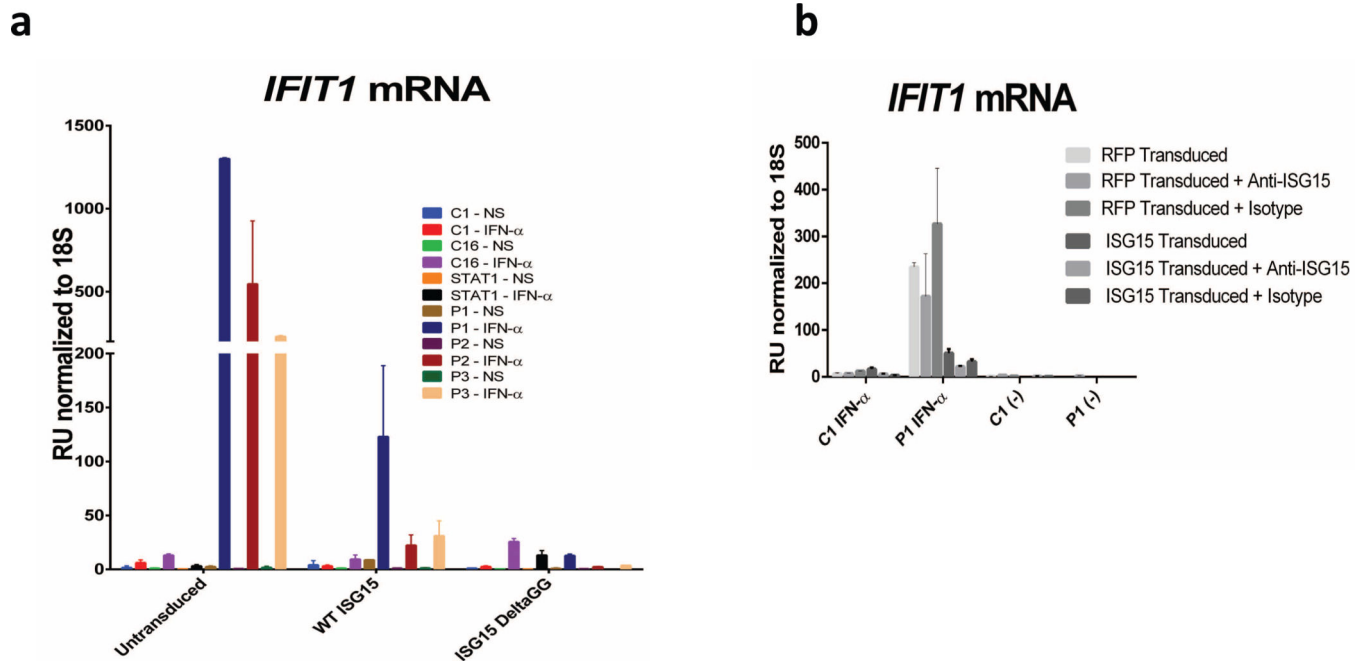 a
IFIT1 mRNA
RU normalized to 18S
1500
1000
500
200
150
100
50
0
C1 - NS
C1 - IFN-α
C16 - NS
C16 - IFN-α
STAT1 - NS
STAT1 - IFN-α
P1 - NS
P1 - IFN-α
P2 - NS
P2 - IFN-α
P3 - NS
P3 - IFN-α
Untransduced
WT ISG15
ISG15 DeltaGG
b
IFIT1 mRNA
RU normalized to 18S
500
400
300
200
100
0
RFP Transduced
RFP Transduced + Anti-ISG15
RFP Transduced + Isotype
ISG15 Transduced
ISG15 Transduced + Anti-ISG15
ISG15 Transduced + Isotype
C1 IFN-α
P1 IFN-α
C1 (-)
P1 (-)